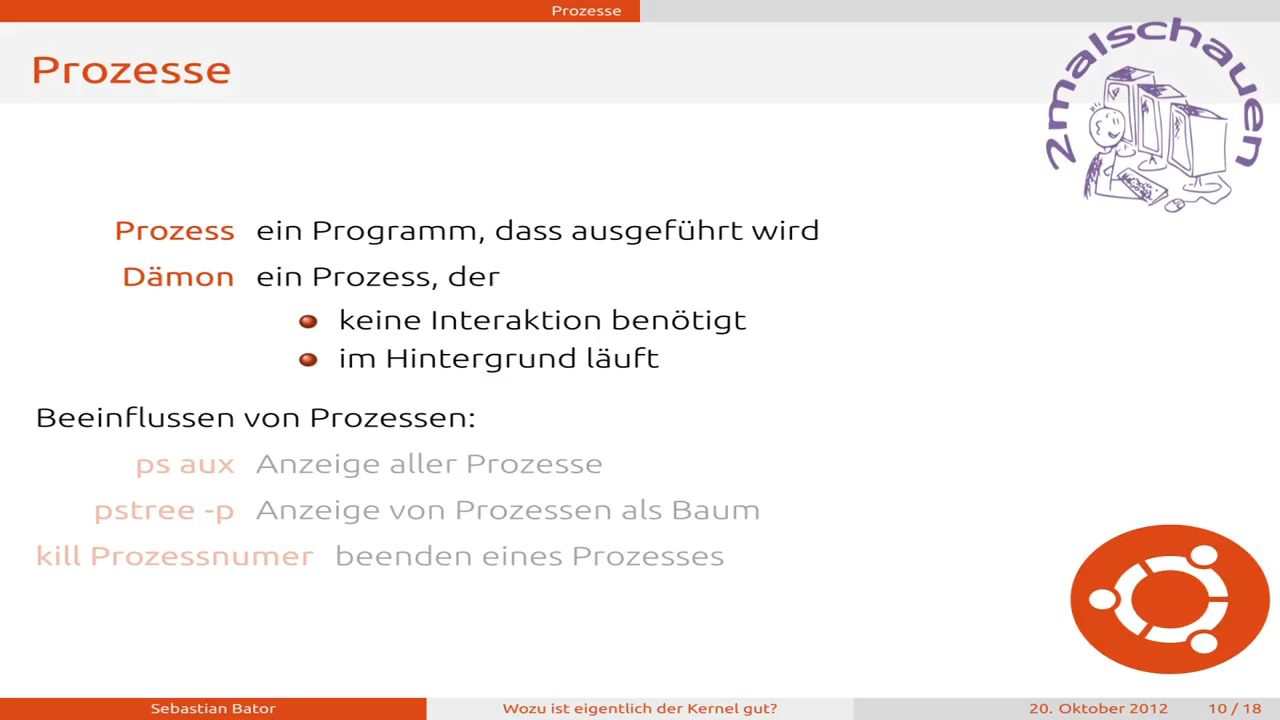 Prozesse
Prozesse
2malschauen
Prozess ein Programm, dass ausgeführt wird
Dämon ein Prozess, der
keine Interaktion benötigt
im Hintergrund läuft
Beeinflussen von Prozessen:
ps aux Anzeige aller Prozesse
pstree -p Anzeige von Prozessen als Baum
kill Prozessnumer beenden eines Prozesses
Sebastian Bator Wozu ist eigentlich der Kernel gut? 20. Oktober 2012 10 / 18